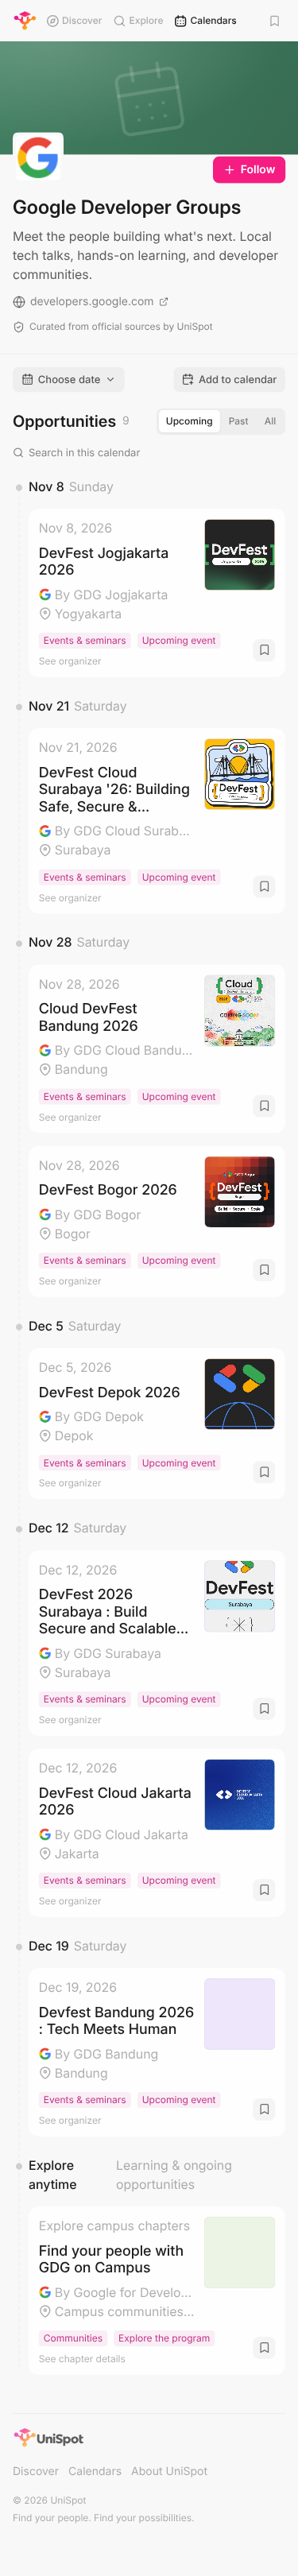 Discover Explore Calendars
Follow
Google Developer Groups
Meet the people building what's next. Local
tech talks, hands-on learning, and developer
communities.
developers.google.com
Curated from official sources by UniSpot
Choose date
Add to calendar
Opportunities 9
Upcoming Past All
Search in this calendar
Nov 8 Sunday
Nov 8, 2026
DevFest Jogjakarta
2026
By GDG Jogjakarta
Yogyakarta
Events & seminars Upcoming event
See organizer
DevFest
Nov 21 Saturday
Nov 21, 2026
DevFest Cloud
Surabaya '26: Building
Safe, Secure &...
By GDG Cloud Surab...
Surabaya
Events & seminars Upcoming event
See organizer
DevFest
Nov 28 Saturday
Nov 28, 2026
Cloud DevFest
Bandung 2026
By GDG Cloud Bandu...
Bandung
Events & seminars Upcoming event
See organizer
Cloud
DevFest
Nov 28, 2026
DevFest Bogor 2026
By GDG Bogor
Bogor
Events & seminars Upcoming event
See organizer
DevFest
Bogor
Dec 5 Saturday
Dec 5, 2026
DevFest Depok 2026
By GDG Depok
Depok
Events & seminars Upcoming event
See organizer
Dec 12 Saturday
Dec 12, 2026
DevFest 2026
Surabaya : Build
Secure and Scalable...
By GDG Surabaya
Surabaya
Events & seminars Upcoming event
See organizer
DevFest
Surabaya
Dec 12, 2026
DevFest Cloud Jakarta
2026
By GDG Cloud Jakarta
Jakarta
Events & seminars Upcoming event
See organizer
Dec 19 Saturday
Dec 19, 2026
Devfest Bandung 2026
: Tech Meets Human
By GDG Bandung
Bandung
Events & seminars Upcoming event
See organizer
Explore
anytime
Learning & ongoing
opportunities
Explore campus chapters
Find your people with
GDG on Campus
By Google for Develo...
Campus communities...
Communities Explore the program
See chapter details
UniSpot
Discover Calendars About UniSpot
© 2026 UniSpot
Find your people. Find your possibilities.